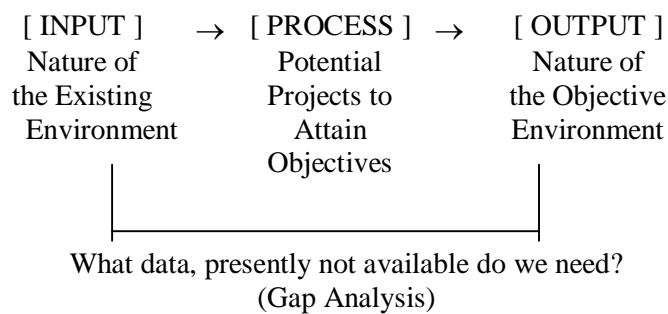 [ INPUT ] → [ PROCESS ] → [ OUTPUT ]
Nature of Potential Nature of
the Existing Projects to the Objective
Environment Attain Environment
Objectives
What data, presently not available do we need?
(Gap Analysis)